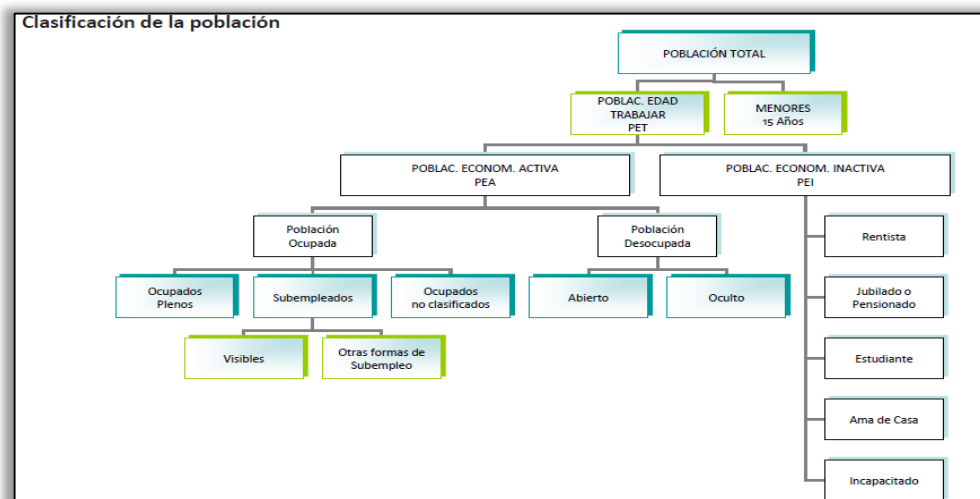 Clasificación de la población
POBLACIÓN TOTAL
POBLAC. EDAD
TRABAJAR
PET
MENORES
15 Años
POBLAC. ECONOM. ACTIVA
PEA
POBLAC. ECONOM. INACTIVA
PEI
Población
Ocupada
Población
Desocupada
Rentista
Ocupados
Plenos
Subempleados
Ocupados
no clasificados
Abierto
Oculto
Jubilado o
Pensionado
Visibles
Otras formas de
Subempleo
Estudiante
Ama de Casa
Incapacitado